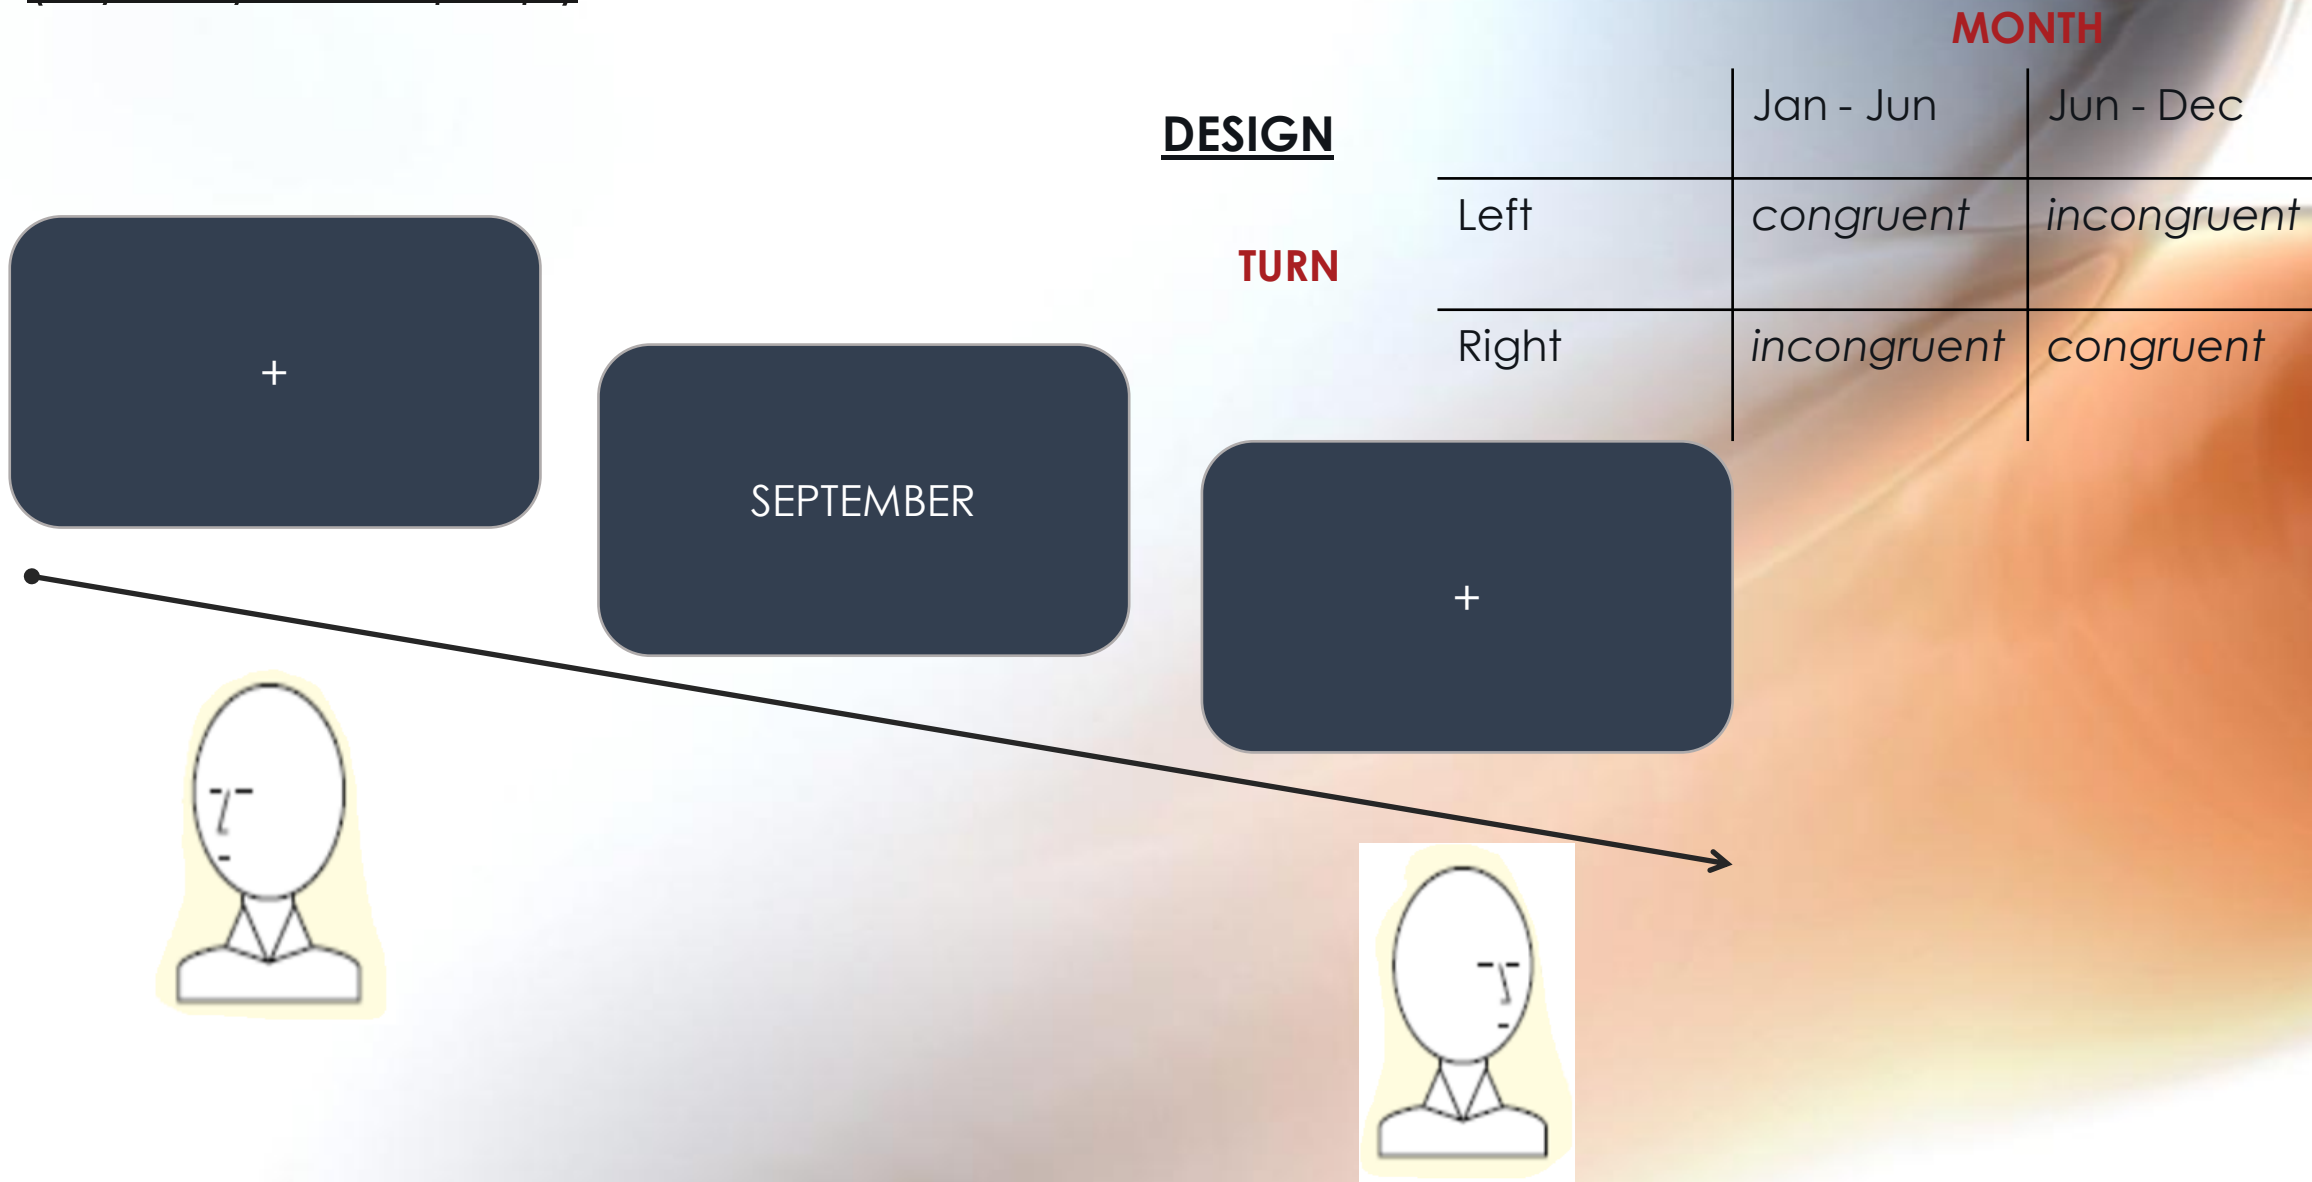 MONTH
DESIGN
Jan - Jun
Jun - Dec
Left
congruent
incongruent
TURN
Right
incongruent
congruent
+
SEPTEMBER
+